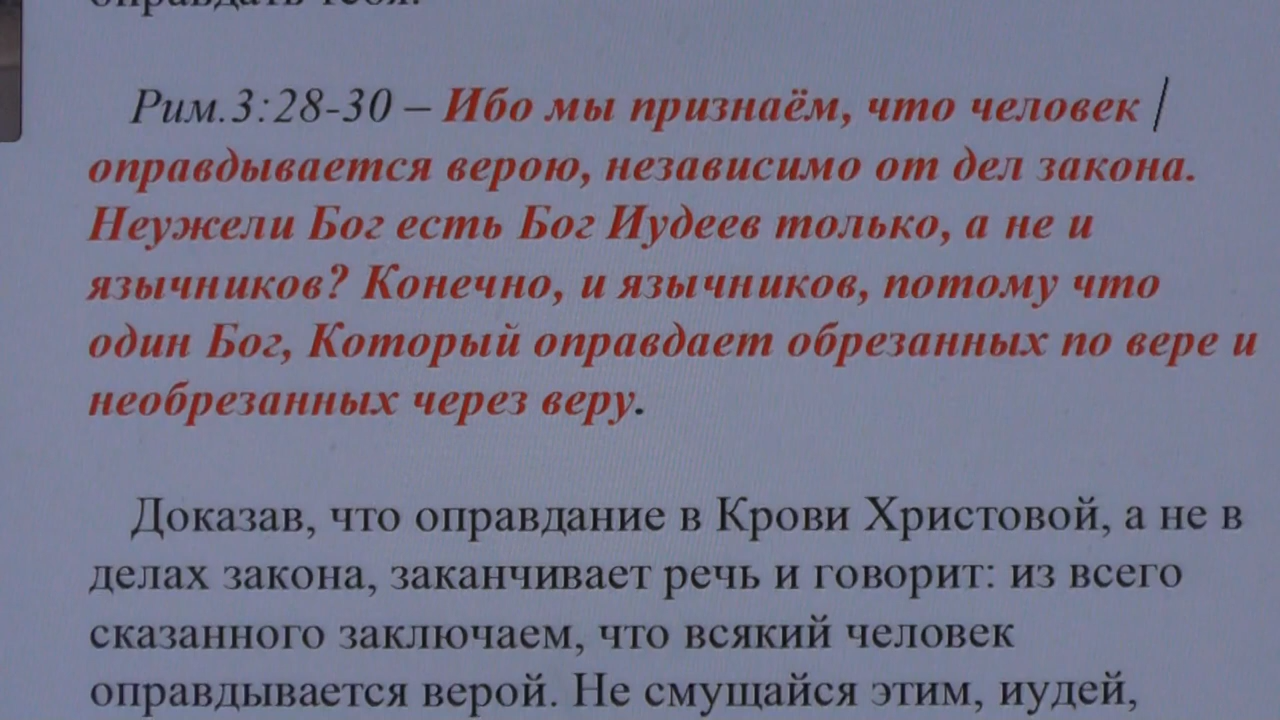 оправдать тебя.
Рим.3:28-30 – Ибо мы признаём, что человек
оправдывается верою, независимо от дел закона.
Неужели Бог есть Бог Иудеев только, а не и
язычников? Конечно, и язычников, потому что
один Бог, Который оправдает обрезанных по вере и
необрезанных через веру.
Доказав, что оправдание в Крови Христовой, а не в
делах закона, заканчивает речь и говорит: из всего
сказанного заключаем, что всякий человек
оправдывается верой. Не смущайся этим, иудей,